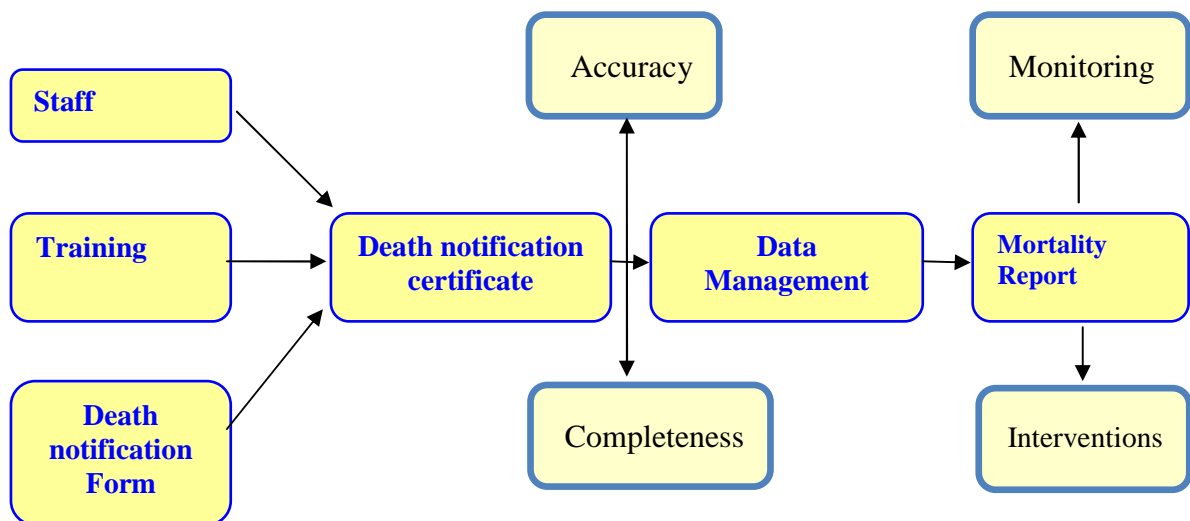 Staff
Training
Death
notification
Form
Death notification
certificate
Accuracy
Completeness
Data
Management
Mortality
Report
Monitoring
Interventions